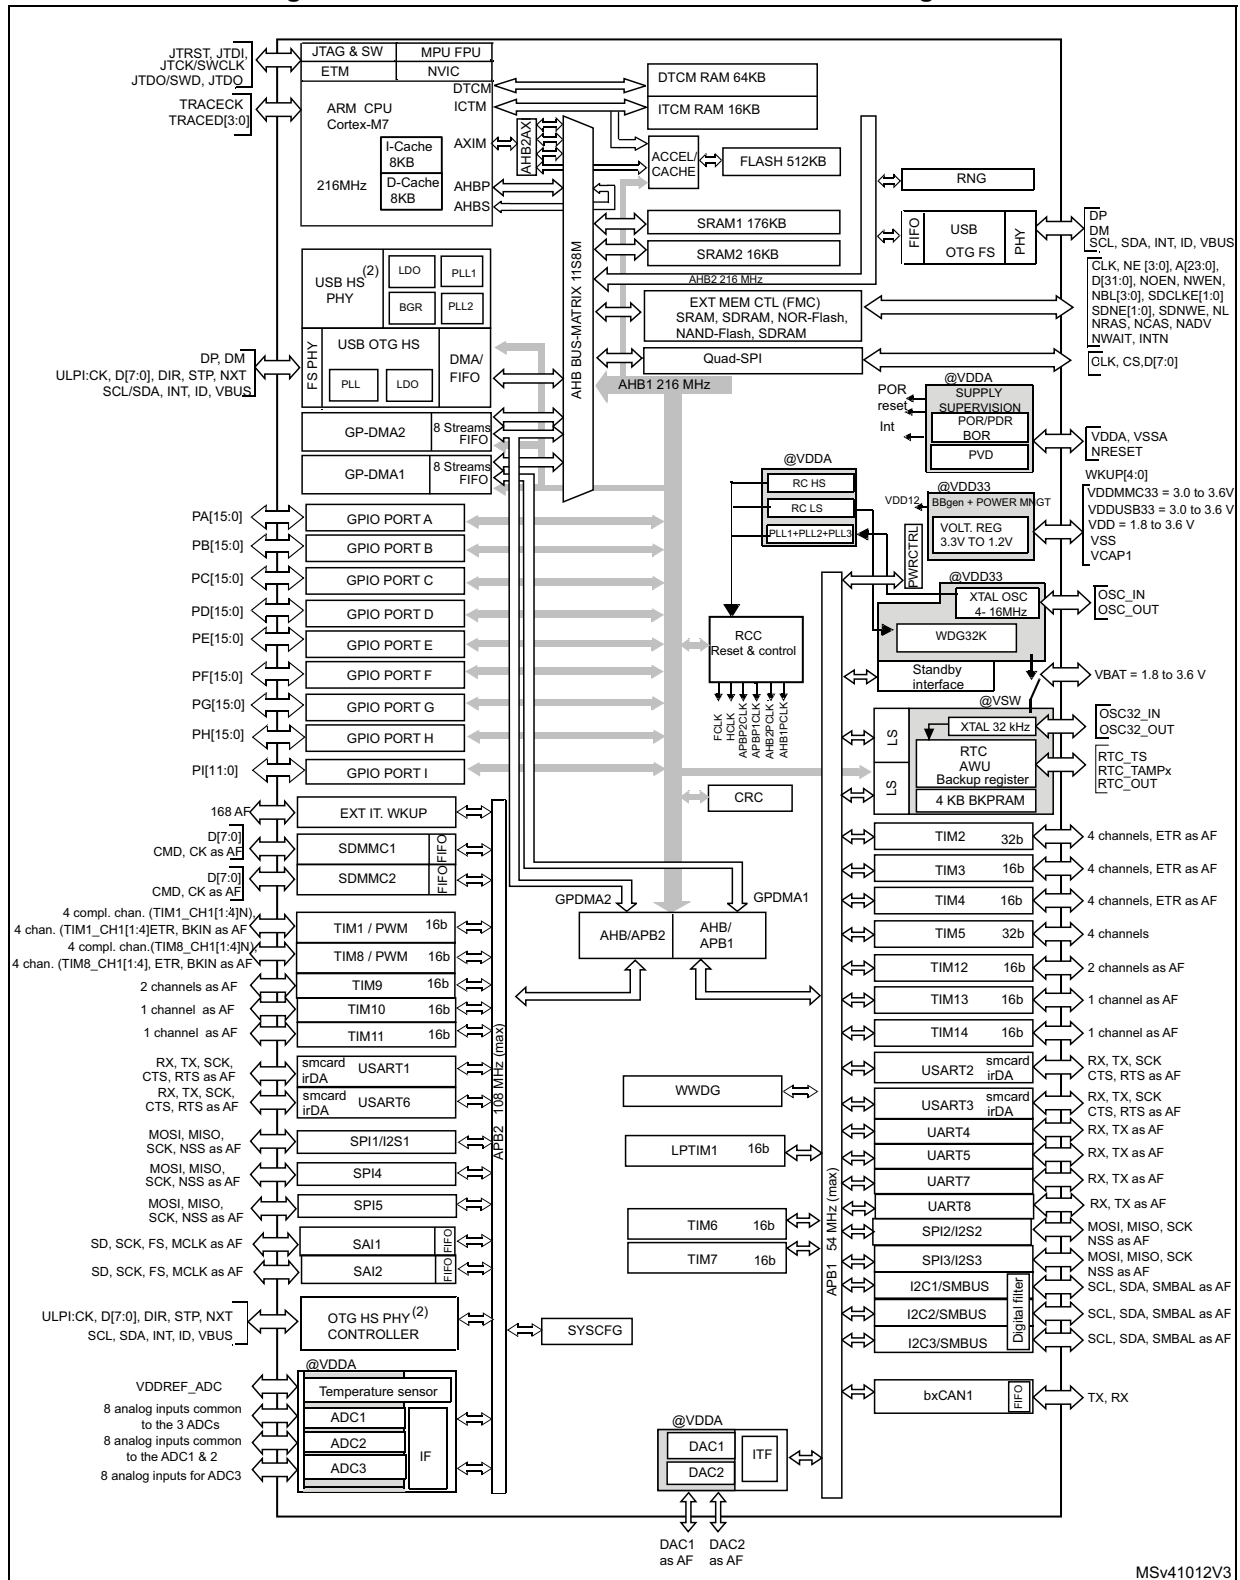 JTRST, JTDI,
JTCK/SWCLK
JTDO/SWD, JTDO
TRACECK
TRACED[3:0]
JTAG & SW
MPU FPU
ETM
NVIC
DTCM
ICTM
ARM CPU
Cortex-M7
AXIM
I-Cache
8KB
216MHz
D-Cache
8KB
AHBP
AHBS
AHB2AX
DTCM RAM 64KB
ITCM RAM 16KB
ACCEL/
CACHE
FLASH 512KB
SRAM1 176KB
SRAM2 16KB
AHB2 216 MHz
RNG
FIFO
USB
OTG FS
PHY
DP
DM
SCL, SDA, INT, ID, VBUS
EXT MEM CTL (FMC)
SRAM, SDRAM, NOR-Flash,
NAND-Flash, SDRAM
CLK, NE [3:0], A[23:0],
D[31:0], NOEN, NWEN,
NBL[3:0], SDCLKE[1:0]
SDNE[1:0], SDNWE, NL
NRAS, NCAS, NADV
NWAIT, INTN
Quad-SPI
CLK, CS,D[7:0]
AHB BUS-MATRIX 11S8M
AHB1 216 MHz
USB HS (2)
PHY
LDO
PLL1
BGR
PLL2
DP, DM
ULPI:CK, D[7:0], DIR, STP, NXT
SCL/SDA, INT, ID, VBUS
FS PHY
USB OTG HS
PLL
LDO
DMA/
FIFO
GP-DMA2
8 Streams
FIFO
GP-DMA1
8 Streams
FIFO
@VDDA
POR
reset
Int
SUPPLY
SUPERVISION
POR/PDR
BOR
PVD
VDDA, VSSA
NRESET
WKUP[4:0]
@VDDA
RC HS
RC LS
PLL1+PLL2+PLL3
@VDD33
VDD12
BBgen + POWER MNGT
VOLT. REG
3.3V TO 1.2V
VDDMMC33 = 3.0 to 3.6V
VDDUSB33 = 3.0 to 3.6 V
VDD = 1.8 to 3.6 V
VSS
VCAP1
PWRCTRL
@VDD33
XTAL OSC
4- 16MHz
OSC_IN
OSC_OUT
WDG32K
Standby
interface
VBAT = 1.8 to 3.6 V
@VSW
LS
XTAL 32 kHz
OSC32_IN
OSC32_OUT
RTC
AWU
Backup register
RTC_TS
RTC_TAMPx
RTC_OUT
LS
4 KB BKPRAM
RCC
Reset & control
FCLK
HCLK
APBP2CLK
APBP1CLK
AHB2PCLK
AHB1PCLK
CRC
PA[15:0]
GPIO PORT A
PB[15:0]
GPIO PORT B
PC[15:0]
GPIO PORT C
PD[15:0]
GPIO PORT D
PE[15:0]
GPIO PORT E
PF[15:0]
GPIO PORT F
PG[15:0]
GPIO PORT G
PH[15:0]
GPIO PORT H
PI[11:0]
GPIO PORT I
168 AF
EXT IT. WKUP
D[7:0]
CMD, CK as AF
SDMMC1
FIFO
D[7:0]
CMD, CK as AF
SDMMC2
FIFO
4 compl. chan. (TIM1_CH1[1:4]N),
4 chan. (TIM1_CH1[1:4]ETR, BKIN as AF
TIM1 / PWM 16b
4 compl. chan.(TIM8_CH1[1:4]N),
4 chan. (TIM8_CH1[1:4], ETR, BKIN as AF
TIM8 / PWM 16b
2 channels as AF
TIM9 16b
1 channel as AF
TIM10 16b
1 channel as AF
TIM11 16b
RX, TX, SCK,
CTS, RTS as AF
smcard
irDA
USART1
RX, TX, SCK,
CTS, RTS as AF
smcard
irDA
USART6
MOSI, MISO,
SCK, NSS as AF
SPI1/I2S1
MOSI, MISO,
SCK, NSS as AF
SPI4
MOSI, MISO,
SCK, NSS as AF
SPI5
SD, SCK, FS, MCLK as AF
SAI1
FIFO
SD, SCK, FS, MCLK as AF
SAI2
FIFO
ULPI:CK, D[7:0], DIR, STP, NXT
SCL, SDA, INT, ID, VBUS
OTG HS PHY (2)
CONTROLLER
SYSCFG
@VDDA
VDDREF_ADC
Temperature sensor
8 analog inputs common
to the 3 ADCs
ADC1
8 analog inputs common
to the ADC1 & 2
ADC2
8 analog inputs for ADC3
ADC3
IF
APB2 108 MHz (max)
GPDMA2
GPDMA1
AHB/APB2
AHB/
APB1
WWDG
LPTIM1 16b
TIM6 16b
TIM7 16b
APB1 54 MHz (max)
@VDDA
DAC1
DAC2
ITF
DAC1
as AF
DAC2
as AF
TIM2 32b
4 channels, ETR as AF
TIM3 16b
4 channels, ETR as AF
TIM4 16b
4 channels, ETR as AF
TIM5 32b
4 channels
TIM12 16b
2 channels as AF
TIM13 16b
1 channel as AF
TIM14 16b
1 channel as AF
USART2
smcard
irDA
RX, TX, SCK
CTS, RTS as AF
USART3
smcard
irDA
RX, TX, SCK
CTS, RTS as AF
UART4
RX, TX as AF
UART5
RX, TX as AF
UART7
RX, TX as AF
UART8
RX, TX as AF
SPI2/I2S2
MOSI, MISO, SCK
NSS as AF
SPI3/I2S3
MOSI, MISO, SCK
NSS as AF
I2C1/SMBUS
SCL, SDA, SMBAL as AF
I2C2/SMBUS
SCL, SDA, SMBAL as AF
I2C3/SMBUS
SCL, SDA, SMBAL as AF
Digital filter
bxCAN1
FIFO
TX, RX
MSv41012V3